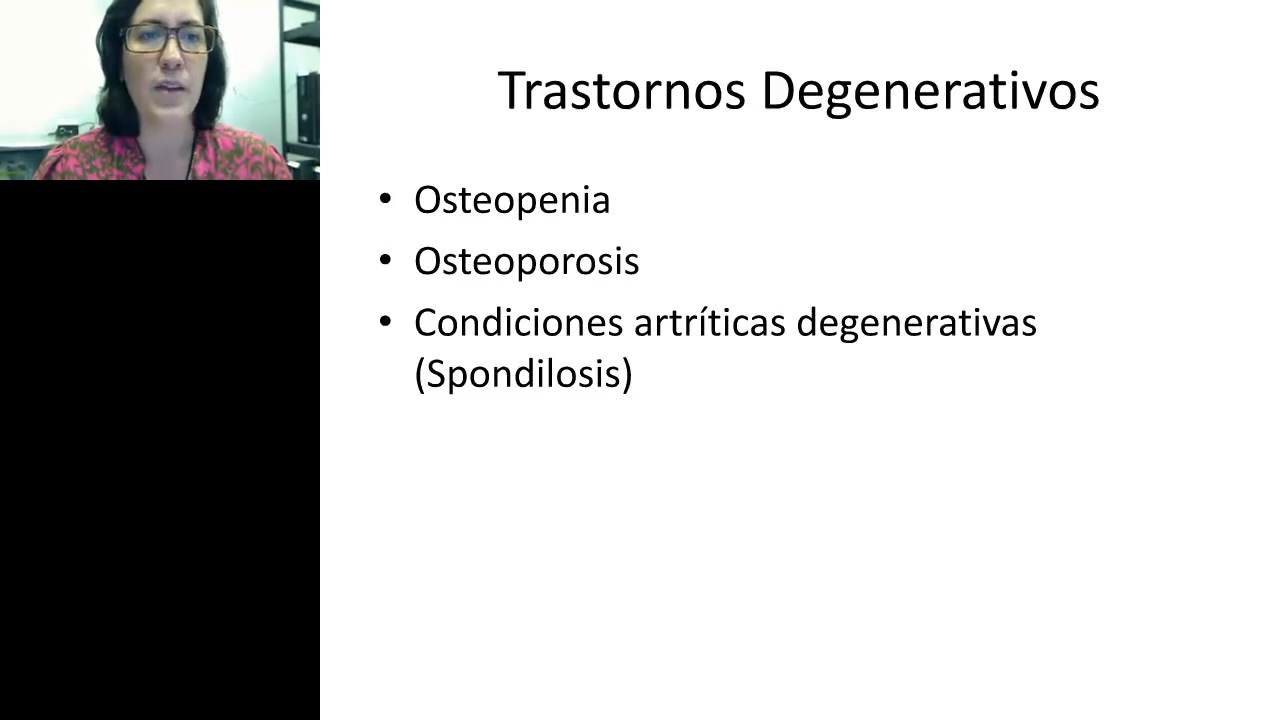 Trastornos Degenerativos
• Osteopenia
• Osteoporosis
• Condiciones artríticas degenerativas
(Spondilosis)